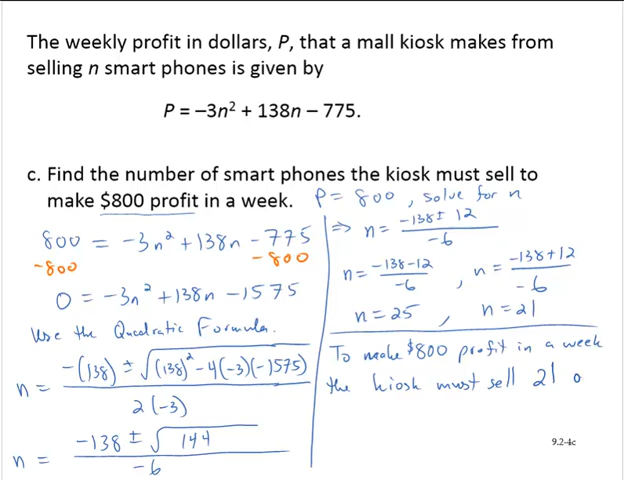 The weekly profit in dollars, P, that a mall kiosk makes from
selling n smart phones is given by
P = –3n² + 138n – 775.
c. Find the number of smart phones the kiosk must sell to
make $800 profit in a week. P = 800, solve for n
800 = -3n² + 138n - 775
-800 -800
0 = -3n² + 138n - 1575
Use the Quadratic Formula.
n = -(138) ± √(138)² - 4(-3)(-1575) / 2(-3)
n = -138 ± √144 / -6
⇒ n = -138 ± 12 / -6
n = -138-12 / -6 , n = -138+12 / -6
n = 25 , n = 21
To make $800 profit in a week
the kiosk must sell 21 o
9.2-4c